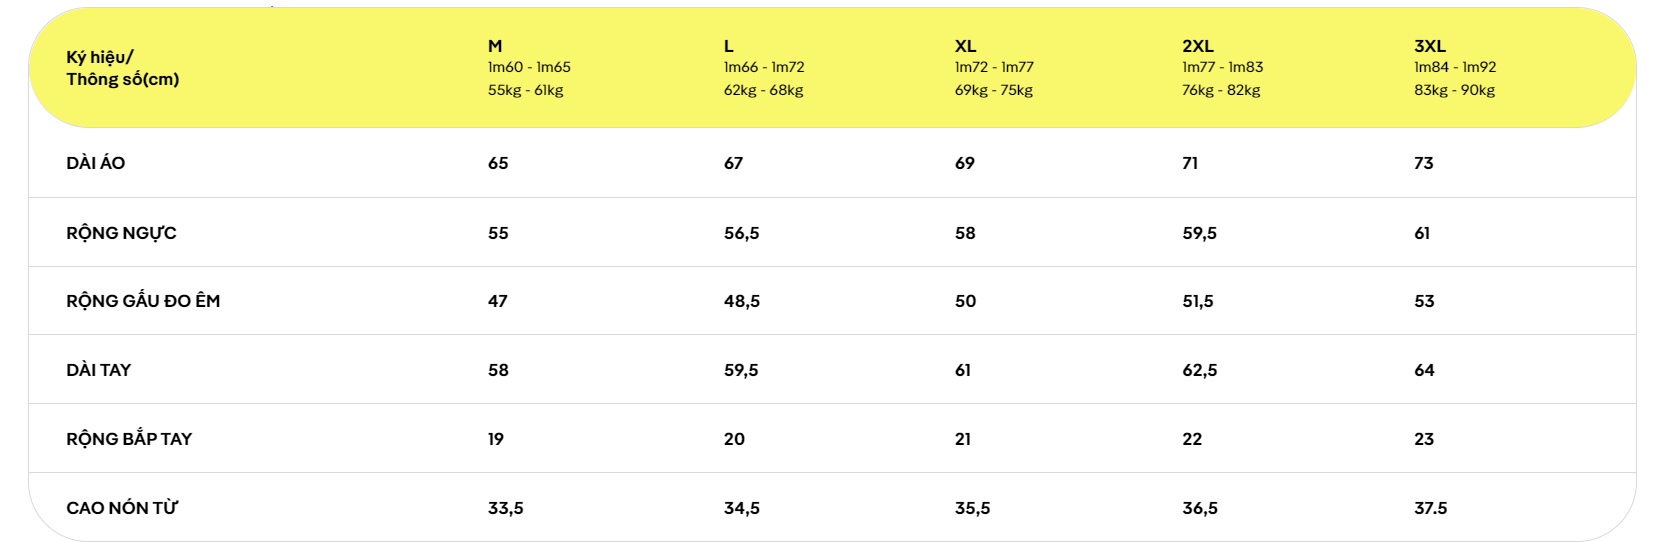 Ký hiệu/
Thông số(cm)
M
1m60 - 1m65
55kg - 61kg
L
1m66 - 1m72
62kg - 68kg
XL
1m72 - 1m77
69kg - 75kg
2XL
1m77 - 1m83
76kg - 82kg
3XL
1m84 - 1m92
83kg - 90kg
DÀI ÁO 65 67 69 71 73
RỘNG NGỰC 55 56,5 58 59,5 61
RỘNG GẤU ĐO ÊM 47 48,5 50 51,5 53
DÀI TAY 58 59,5 61 62,5 64
RỘNG BẮP TAY 19 20 21 22 23
CAO NÓN TỪ 33,5 34,5 35,5 36,5 37.5